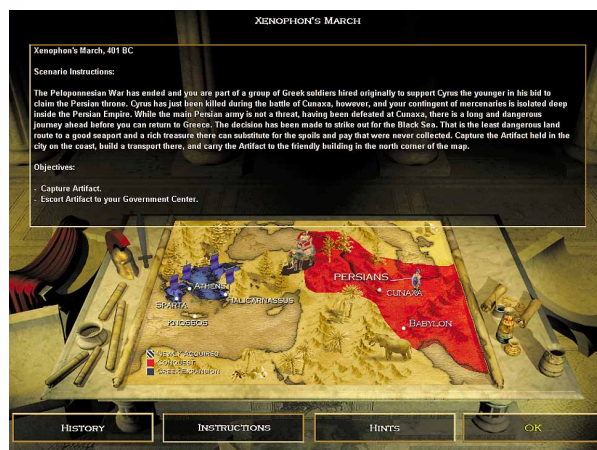 XENOPHON'S MARCH
Xenophon's March, 401 BC
Scenario Instructions:
The Peloponnesian War has ended and you are part of a group of Greek soldiers hired originally to support Cyrus the younger in his bid to
claim the Persian throne. Cyrus has just been killed during the battle of Cunaxa, however, and your contingent of mercenaries is isolated deep
inside the Persian Empire. While the main Persian army is not a threat, having been defeated at Cunaxa, there is a long and dangerous
journey ahead before you can return to Greece. The decision has been made to strike out for the Black Sea. That is the least dangerous land
route to a good seaport and a rich treasure there can substitute for the spoils and pay that were never collected. Capture the Artifact held in the
city on the coast, build a transport there, and carry the Artifact to the friendly building in the north corner of the map.
Objectives:
- Capture Artifact.
- Escort Artifact to your Government Center.
PERSIANS
ATHENS
CUNAXA
SPARTA
HALICARNASSUS
KNOSSOS
BABYLON
NEWLY ACQUIRED
CONQUEST
GREEK EXPANSION
HISTORY
INSTRUCTIONS
HINTS
OK